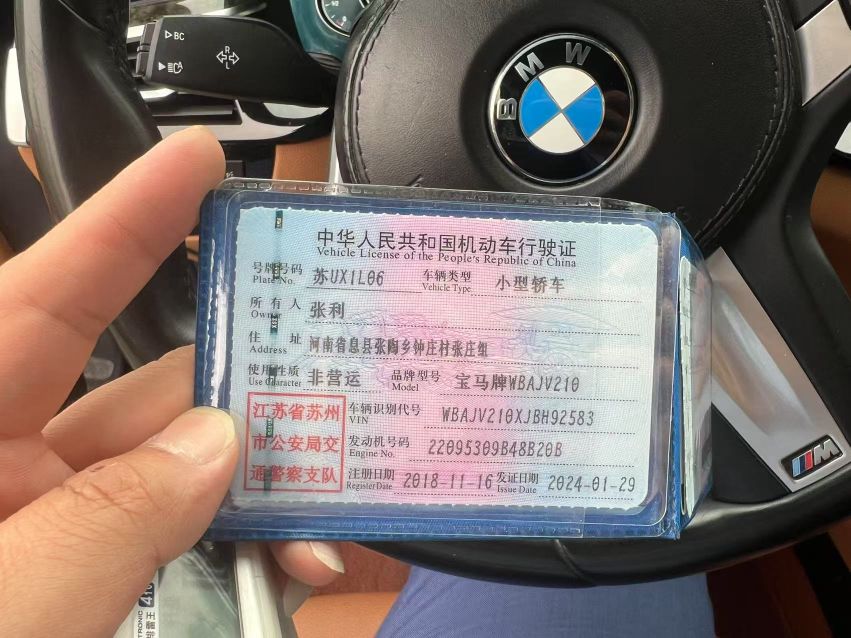 BC
R
L
BMW
中华人民共和国机动车行驶证
Vehicle License of the People's Republic of China
号牌号码 苏UX1L06 车辆类型 小型轿车
Plate No. Vehicle Type
所有人 张利
Owner
住址 河南省息县张陶乡钟庄村张庄组
Address
使用性质 非营运 品牌型号 宝马牌WBAJV210
Use Character Model
江苏省苏州
市公安局交
通警察支队
车辆识别代号 WBAJV210XJBH92583
VIN
发动机号码 22095309B48B20B
Engine No.
注册日期 2018-11-16 发证日期 2024-01-29
Register Date Issue Date
M